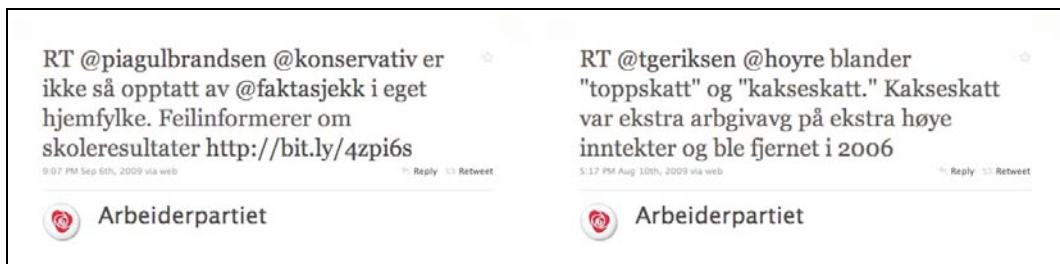 RT @piagulbrandsen @konservativ er
ikke så opptatt av @faktasjekk i eget
hjemfylke. Feilinformerer om
skoleresultater http://bit.ly/4zpi6s
9:07 PM Sep 6th, 2009 via web Reply Retweet
Arbeiderpartiet
RT @tgeriksen @hoyre blander
"toppskatt" og "kakseskatt." Kakseskatt
var ekstra arbgivavg på ekstra høye
inntekter og ble fjernet i 2006
5:17 PM Aug 10th, 2009 via web Reply Retweet
Arbeiderpartiet